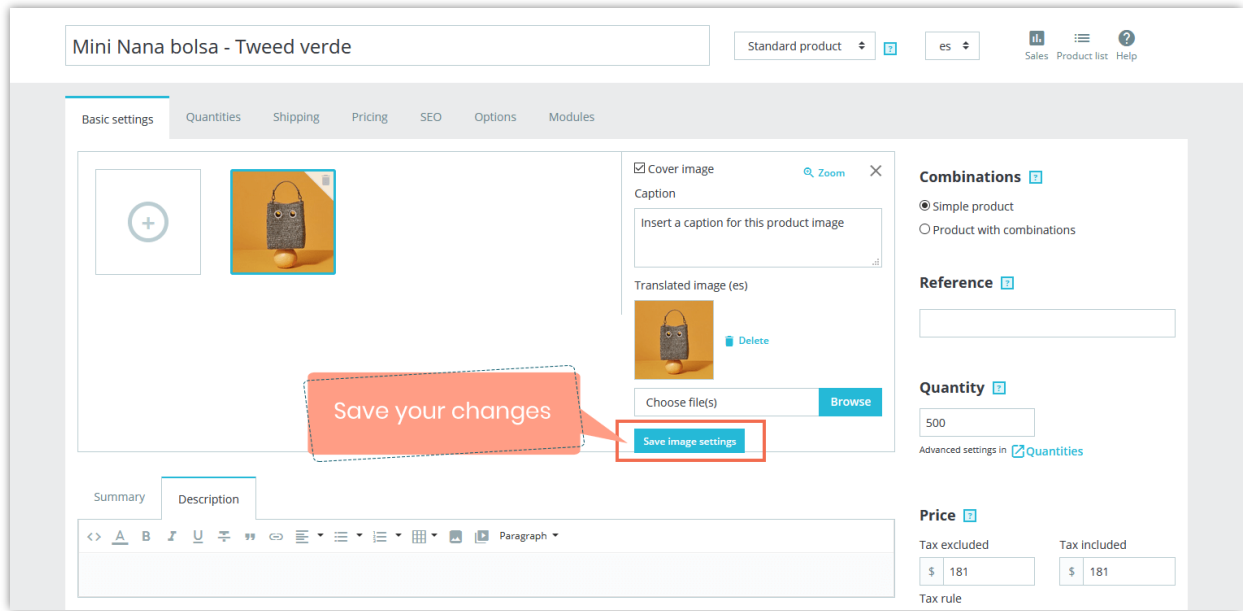 Mini Nana bolsa - Tweed verde
Standard product
?
es
Sales
Product list
?
Help
Basic settings
Quantities
Shipping
Pricing
SEO
Options
Modules
Cover image
Zoom
Caption
Insert a caption for this product image
Translated image (es)
Delete
Choose file(s)
Browse
Save image settings
Save your changes
Combinations ?
Simple product
Product with combinations
Reference ?
Quantity ?
500
Advanced settings in Quantities
Price ?
Tax excluded
Tax included
$ 181
$ 181
Tax rule
Summary
Description
A B I U Paragraph